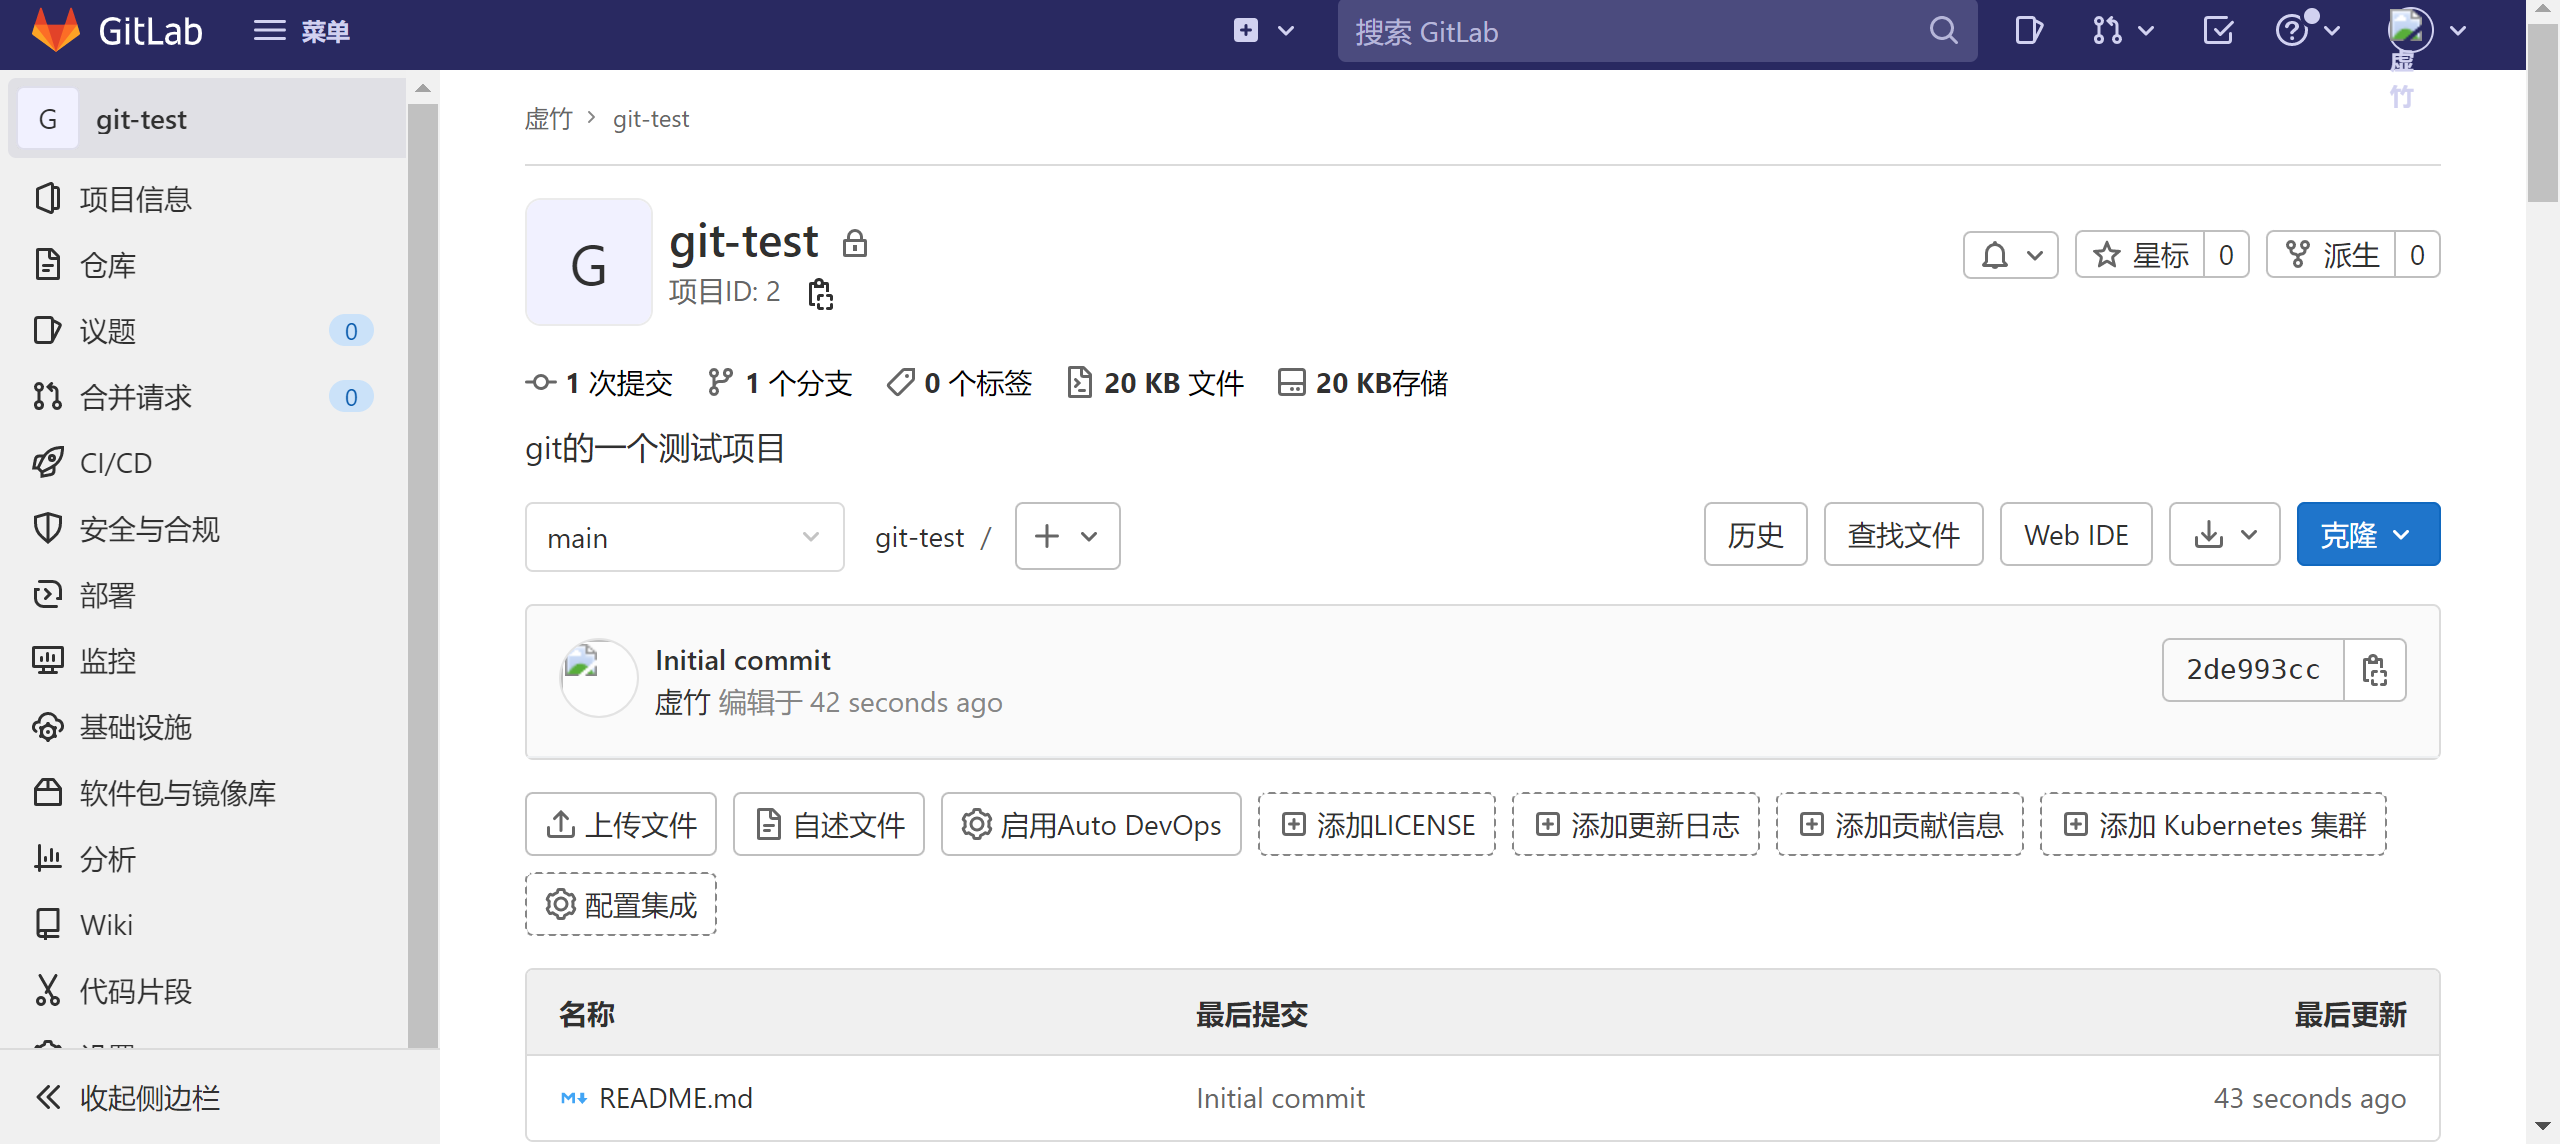 GitLab 菜单 搜索 GitLab 虚竹
G git-test
项目信息
仓库
议题 0
合并请求 0
CI/CD
安全与合规
部署
监控
基础设施
软件包与镜像库
分析
Wiki
代码片段
设置
收起侧边栏
虚竹 > git-test
G
git-test
项目ID: 2
星标 0 派生 0
1 次提交 1 个分支 0 个标签 20 KB 文件 20 KB存储
git的一个测试项目
main git-test / 历史 查找文件 Web IDE 克隆
Initial commit
虚竹 编辑于 42 seconds ago
2de993cc
上传文件 自述文件 启用Auto DevOps 添加LICENSE 添加更新日志 添加贡献信息 添加 Kubernetes 集群
配置集成
名称 最后提交 最后更新
README.md Initial commit 43 seconds ago